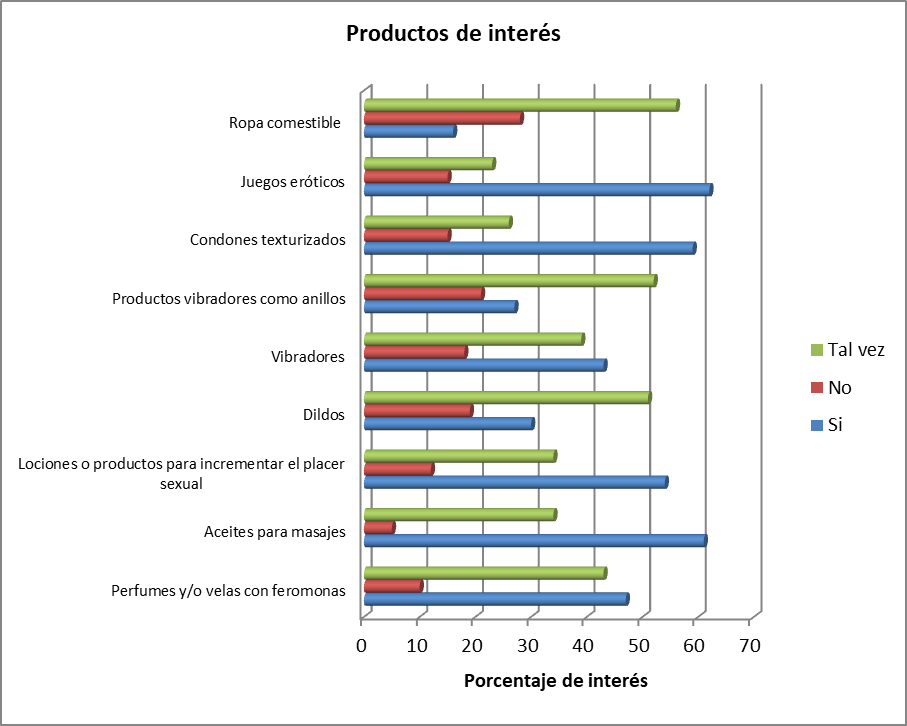 Productos de interés
Ropa comestible
Juegos eróticos
Condones texturizados
Productos vibradores como anillos
Vibradores
Dildos
Lociones o productos para incrementar el placer
sexual
Aceites para masajes
Perfumes y/o velas con feromonas
Tal vez
No
Si
0 10 20 30 40 50 60 70
Porcentaje de interés